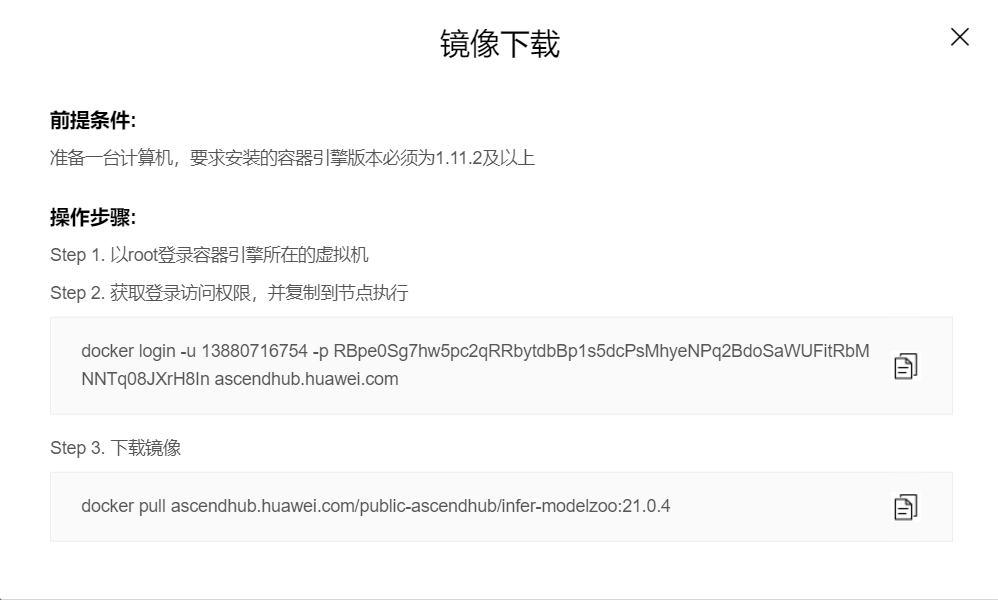 镜像下载
前提条件:
准备一台计算机，要求安装的容器引擎版本必须为1.11.2及以上
操作步骤:
Step 1. 以root登录容器引擎所在的虚拟机
Step 2. 获取登录访问权限，并复制到节点执行
docker login -u 13880716754 -p RBpe0Sg7hw5pc2qRRbytdbBp1s5dcPsMhyeNPq2BdoSaWUFitRbM
NNTq08JXrH8In ascendhub.huawei.com
Step 3. 下载镜像
docker pull ascendhub.huawei.com/public-ascendhub/infer-modelzoo:21.0.4